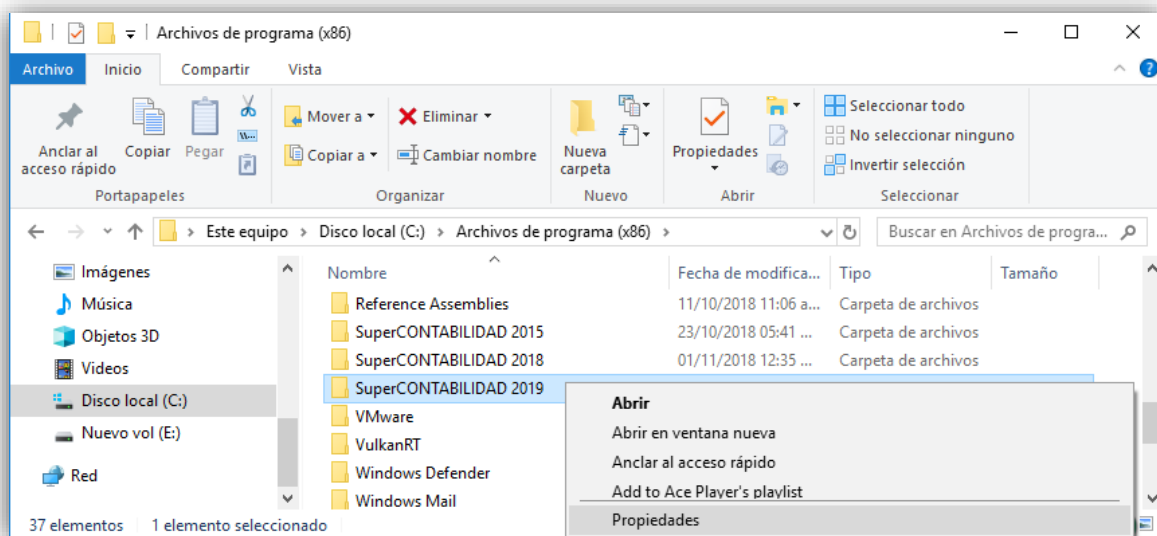 Archivos de programa (x86)
Archivo Inicio Compartir Vista
Anclar al acceso rápido
Copiar
Pegar
Mover a
Copiar a
Eliminar
Cambiar nombre
Nueva carpeta
Propiedades
Seleccionar todo
No seleccionar ninguno
Invertir selección
Portapapeles Organizar Nuevo Abrir Seleccionar
Este equipo > Disco local (C:) > Archivos de programa (x86) >
Buscar en Archivos de progra...
Imágenes
Música
Objetos 3D
Videos
Disco local (C:)
Nuevo vol (E:)
Red
Nombre Fecha de modifica... Tipo Tamaño
Reference Assemblies 11/10/2018 11:06 a... Carpeta de archivos
SuperCONTABILIDAD 2015 23/10/2018 05:41 ... Carpeta de archivos
SuperCONTABILIDAD 2018 01/11/2018 12:35 ... Carpeta de archivos
SuperCONTABILIDAD 2019
VMware
VulkanRT
Windows Defender
Windows Mail
Abrir
Abrir en ventana nueva
Anclar al acceso rápido
Add to Ace Player's playlist
Propiedades
37 elementos 1 elemento seleccionado